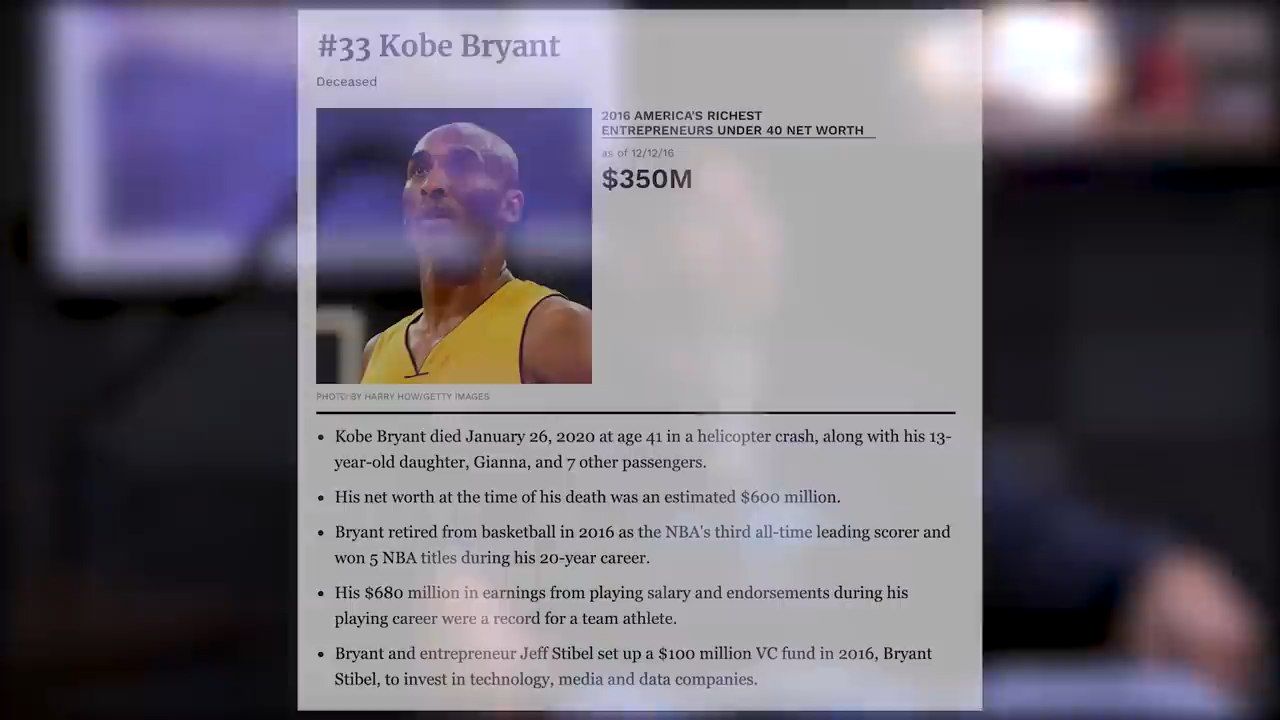 #33 Kobe Bryant
Deceased
2016 AMERICA'S RICHEST
ENTREPRENEURS UNDER 40 NET WORTH
as of 12/12/16
$350M
PHOTO BY HARRY HOW/GETTY IMAGES
• Kobe Bryant died January 26, 2020 at age 41 in a helicopter crash, along with his 13-
year-old daughter, Gianna, and 7 other passengers.
• His net worth at the time of his death was an estimated $600 million.
• Bryant retired from basketball in 2016 as the NBA's third all-time leading scorer and
won 5 NBA titles during his 20-year career.
• His $680 million in earnings from playing salary and endorsements during his
playing career were a record for a team athlete.
• Bryant and entrepreneur Jeff Stibel set up a $100 million VC fund in 2016, Bryant
Stibel, to invest in technology, media and data companies.